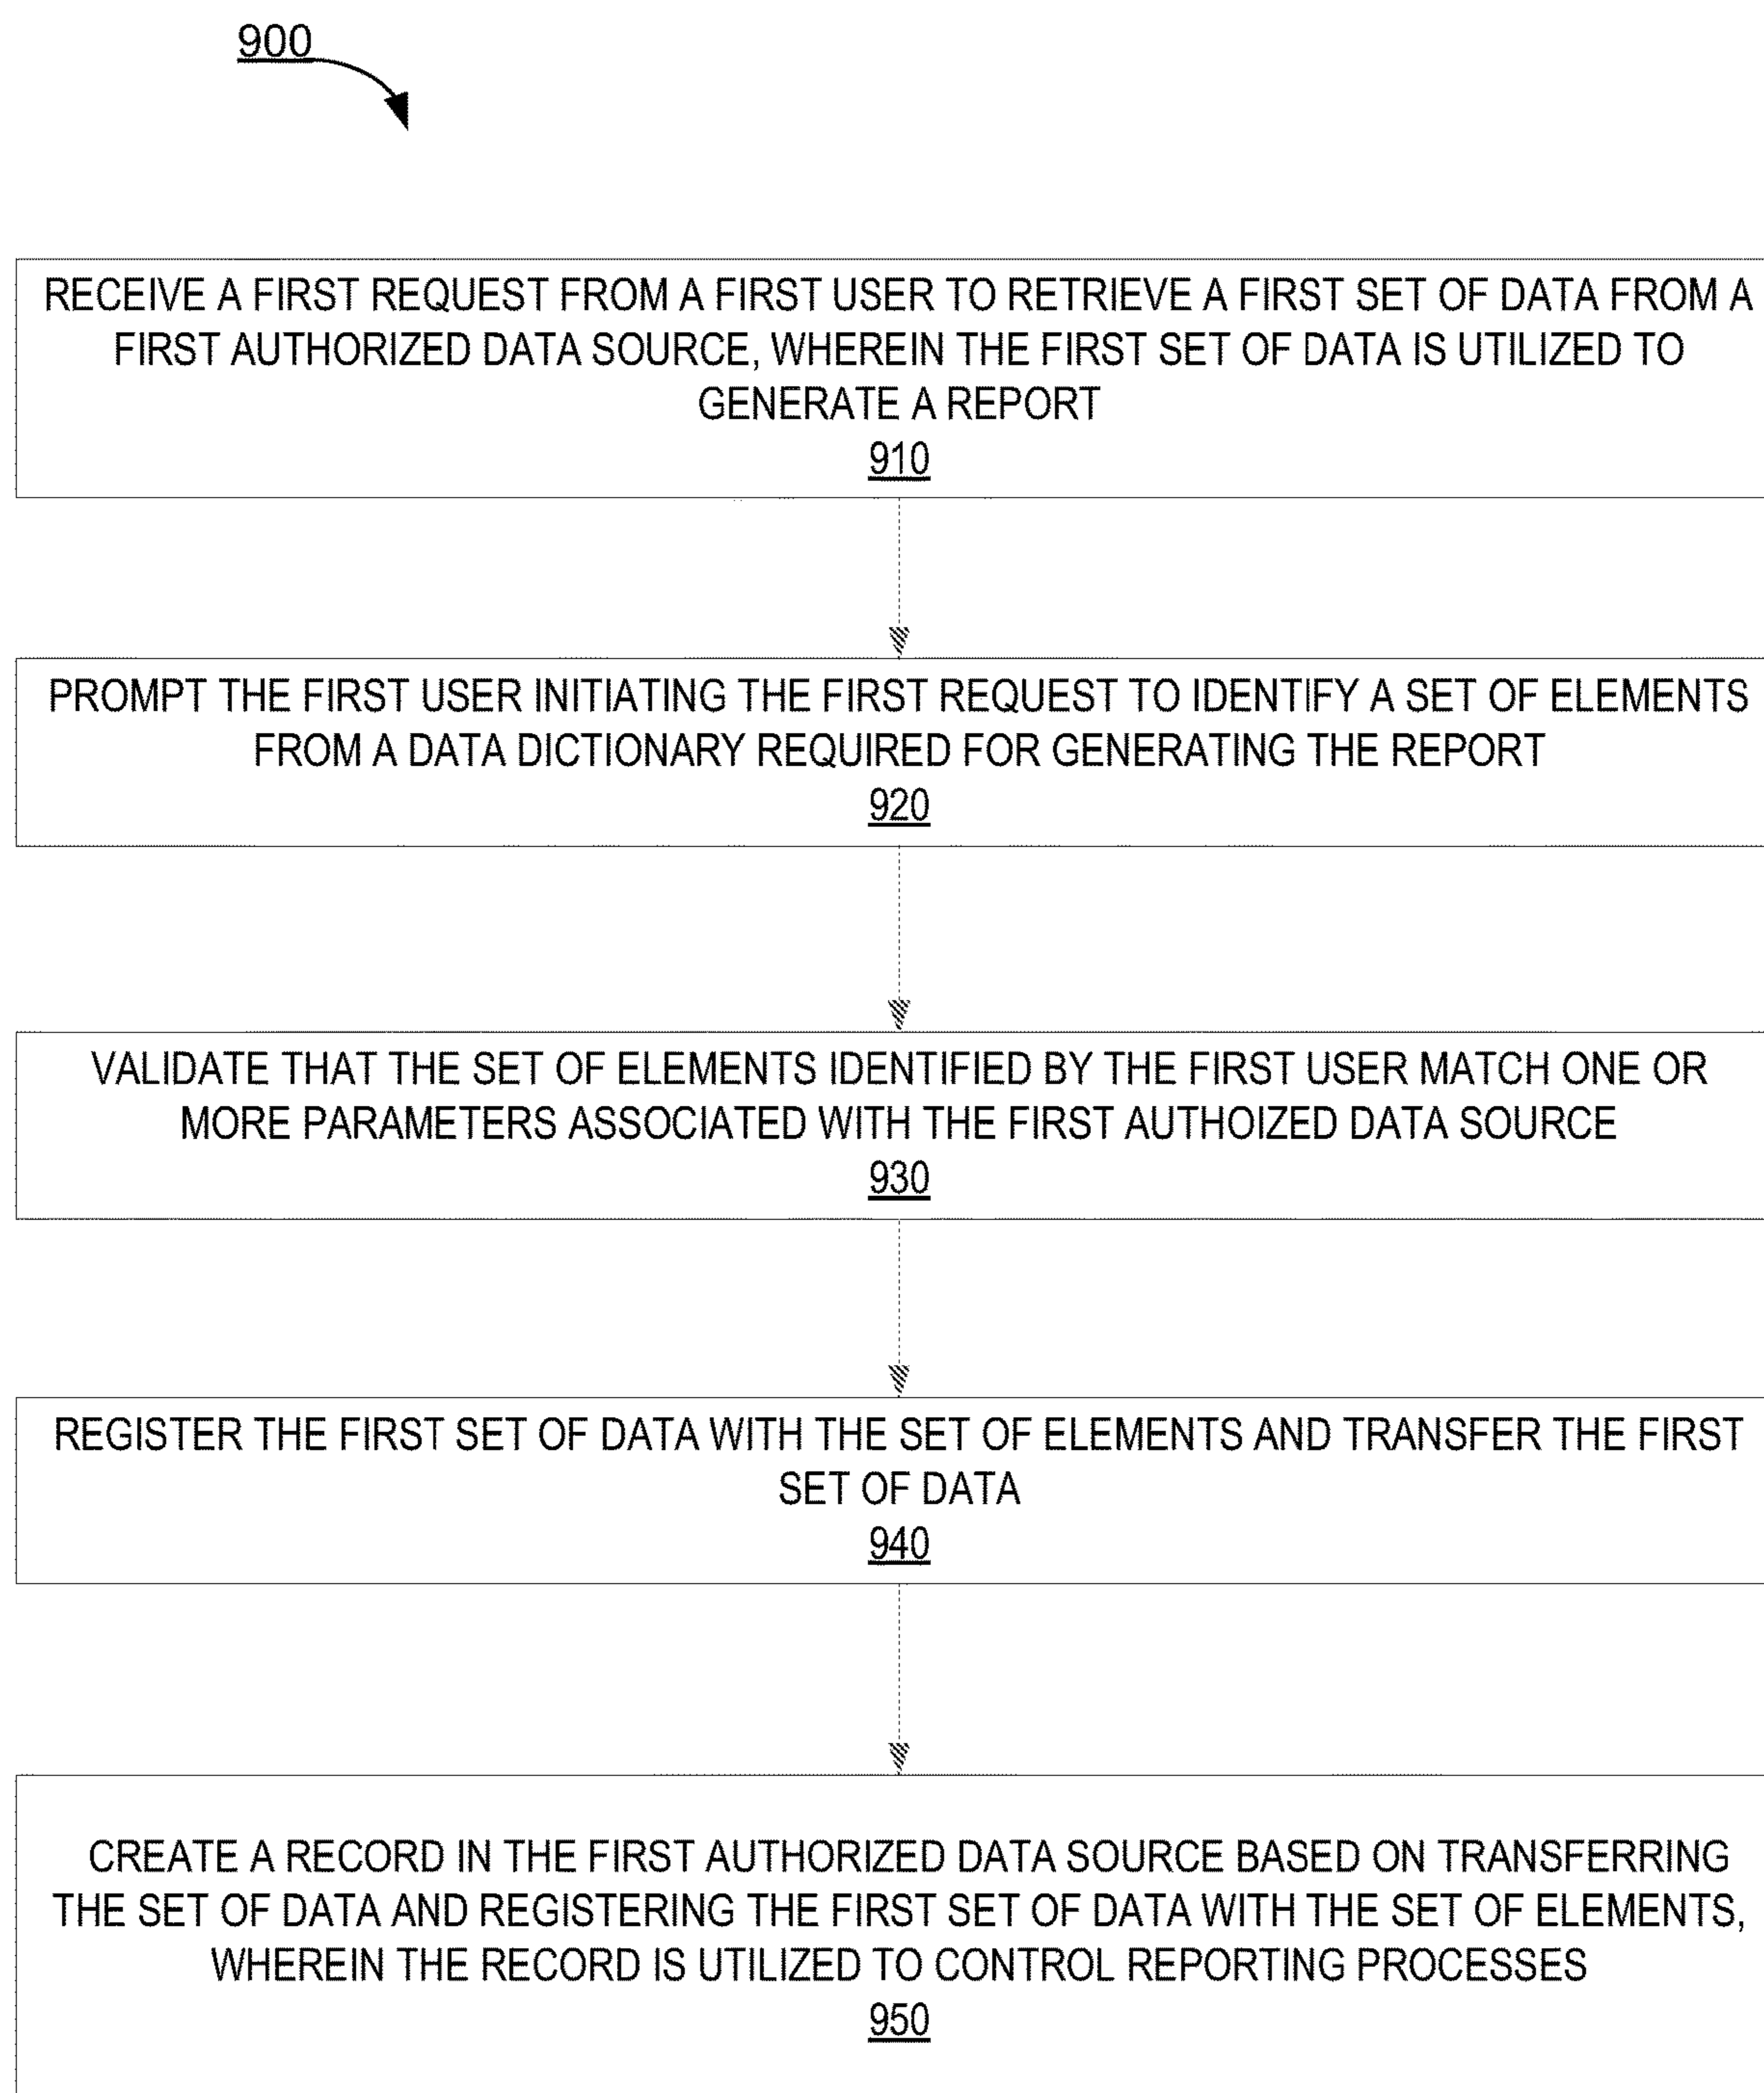 900
RECEIVE A FIRST REQUEST FROM A FIRST USER TO RETRIEVE A FIRST SET OF DATA FROM A
FIRST AUTHORIZED DATA SOURCE, WHEREIN THE FIRST SET OF DATA IS UTILIZED TO
GENERATE A REPORT
910
PROMPT THE FIRST USER INITIATING THE FIRST REQUEST TO IDENTIFY A SET OF ELEMENTS
FROM A DATA DICTIONARY REQUIRED FOR GENERATING THE REPORT
920
VALIDATE THAT THE SET OF ELEMENTS IDENTIFIED BY THE FIRST USER MATCH ONE OR
MORE PARAMETERS ASSOCIATED WITH THE FIRST AUTHOIZED DATA SOURCE
930
REGISTER THE FIRST SET OF DATA WITH THE SET OF ELEMENTS AND TRANSFER THE FIRST
SET OF DATA
940
CREATE A RECORD IN THE FIRST AUTHORIZED DATA SOURCE BASED ON TRANSFERRING
THE SET OF DATA AND REGISTERING THE FIRST SET OF DATA WITH THE SET OF ELEMENTS,
WHEREIN THE RECORD IS UTILIZED TO CONTROL REPORTING PROCESSES
950